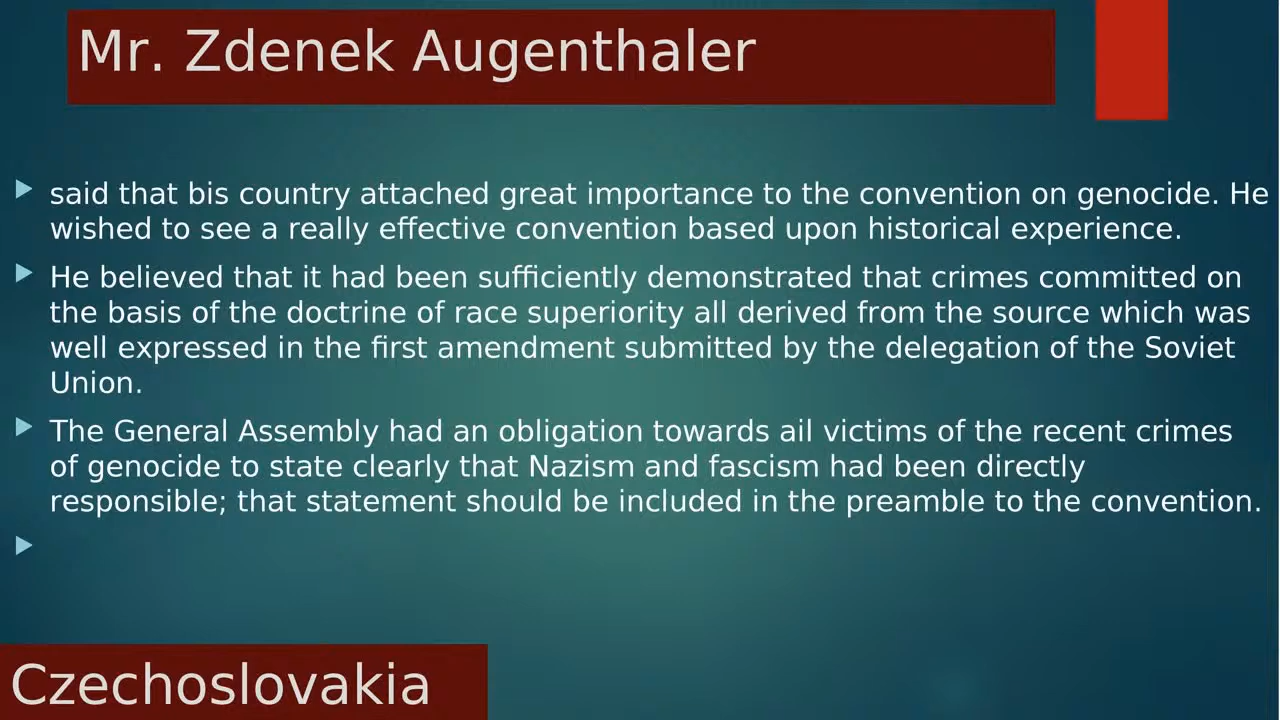 Mr. Zdenek Augenthaler
said that bis country attached great importance to the convention on genocide. He
wished to see a really effective convention based upon historical experience.
He believed that it had been sufficiently demonstrated that crimes committed on
the basis of the doctrine of race superiority all derived from the source which was
well expressed in the first amendment submitted by the delegation of the Soviet
Union.
The General Assembly had an obligation towards ail victims of the recent crimes
of genocide to state clearly that Nazism and fascism had been directly
responsible; that statement should be included in the preamble to the convention.
Czechoslovakia